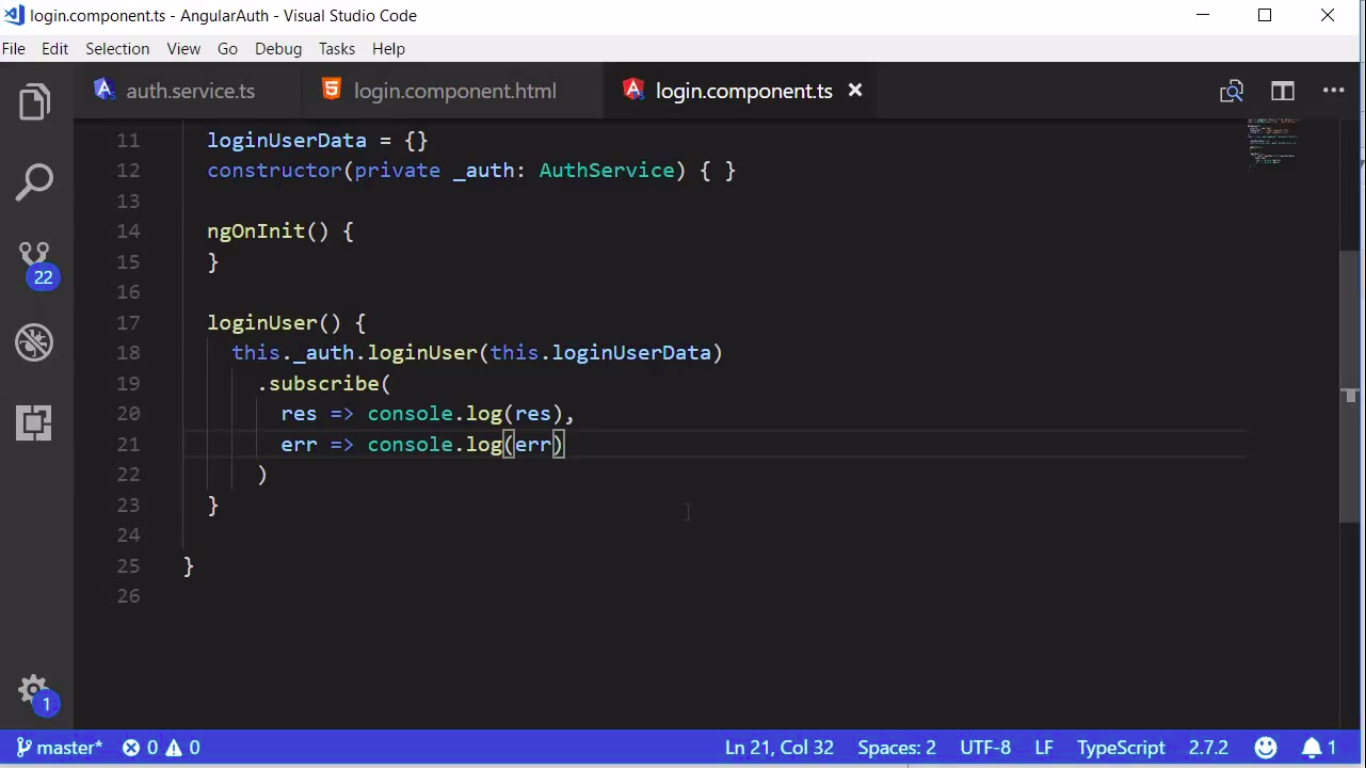 login.component.ts - AngularAuth - Visual Studio Code
File Edit Selection View Go Debug Tasks Help
auth.service.ts login.component.html login.component.ts
11 loginUserData = {}
12 constructor(private _auth: AuthService) { }
13
14 ngOnInit() {
15 }
16
17 loginUser() {
18 this._auth.loginUser(this.loginUserData)
19 .subscribe(
20 res => console.log(res),
21 err => console.log(err)
22 )
23 }
24
25 }
26
22
1
master* 0 0 Ln 21, Col 32 Spaces: 2 UTF-8 LF TypeScript 2.7.2 1